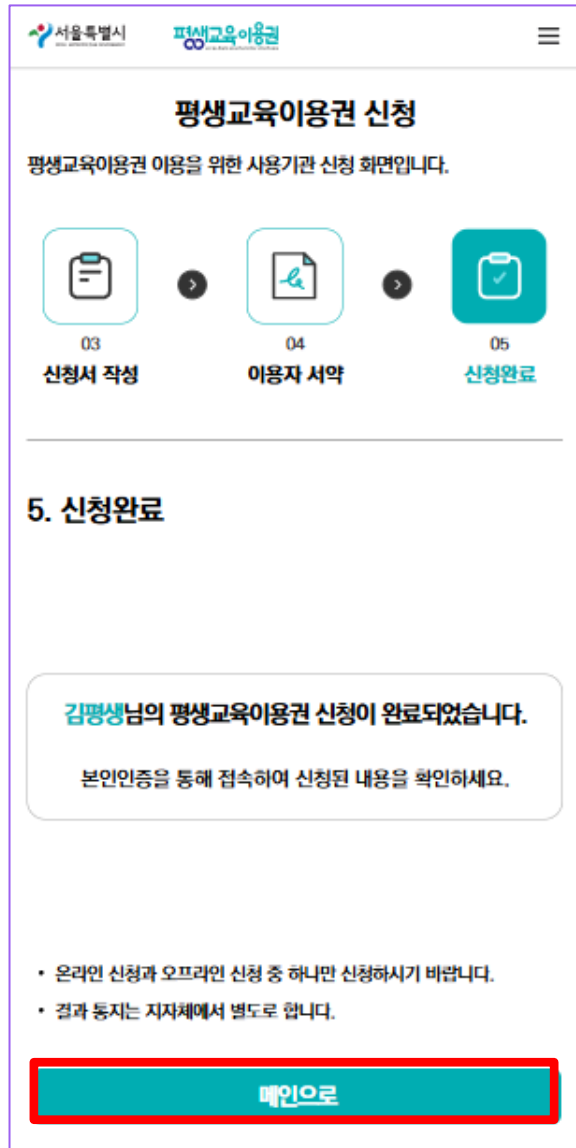 서울특별시 평생교육이용권
평생교육이용권 신청
평생교육이용권 이용을 위한 사용기관 신청 화면입니다.
03 04 05
신청서 작성 이용자 서약 신청완료
5. 신청완료
김평생님의 평생교육이용권 신청이 완료되었습니다.
본인인증을 통해 접속하여 신청된 내용을 확인하세요.
• 온라인 신청과 오프라인 신청 중 하나만 신청하시기 바랍니다.
• 결과 통지는 지자체에서 별도로 합니다.
메인으로